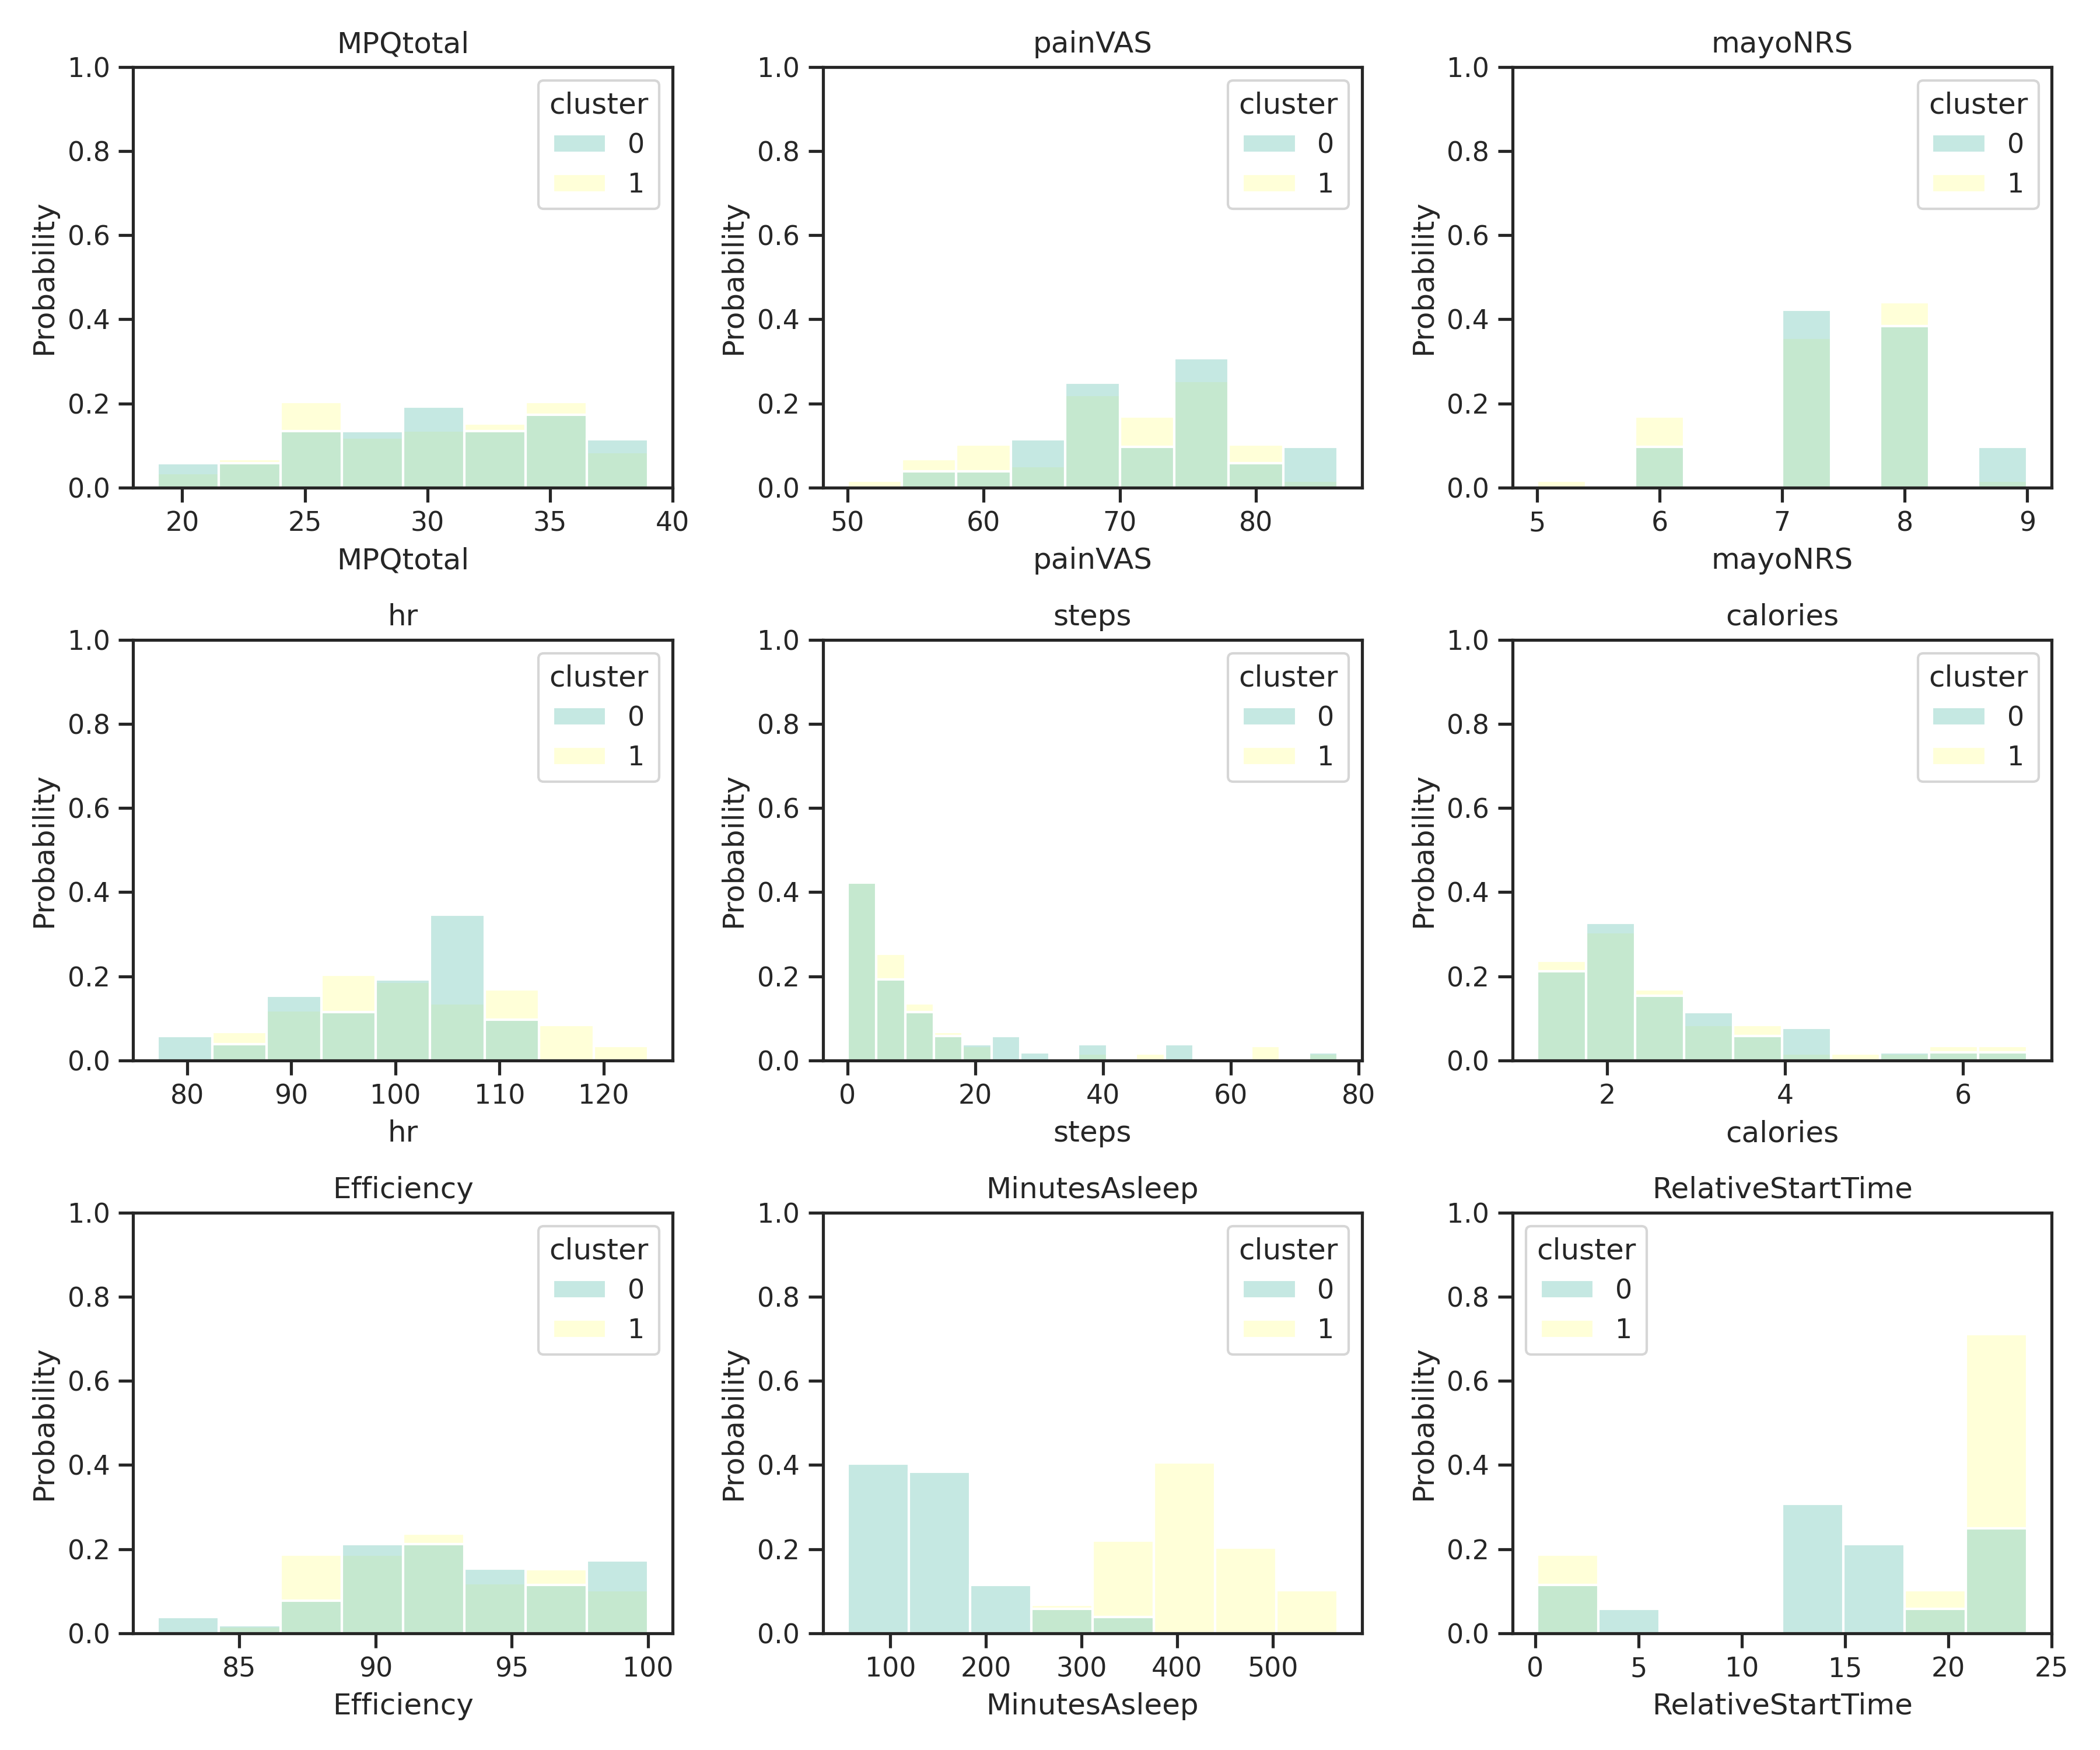 MPQtotal
1.0
0.8
0.6
0.4
0.2
0.0
Probability
cluster
0
1
20 25 30 35 40
MPQtotal
painVAS
1.0
0.8
0.6
0.4
0.2
0.0
Probability
cluster
0
1
50 60 70 80
painVAS
mayoNRS
1.0
0.8
0.6
0.4
0.2
0.0
Probability
cluster
0
1
5 6 7 8 9
mayoNRS
hr
1.0
0.8
0.6
0.4
0.2
0.0
Probability
cluster
0
1
80 90 100 110 120
hr
steps
1.0
0.8
0.6
0.4
0.2
0.0
Probability
cluster
0
1
0 20 40 60 80
steps
calories
1.0
0.8
0.6
0.4
0.2
0.0
Probability
cluster
0
1
2 4 6
calories
Efficiency
1.0
0.8
0.6
0.4
0.2
0.0
Probability
cluster
0
1
85 90 95 100
Efficiency
MinutesAsleep
1.0
0.8
0.6
0.4
0.2
0.0
Probability
cluster
0
1
100 200 300 400 500
MinutesAsleep
RelativeStartTime
1.0
0.8
0.6
0.4
0.2
0.0
Probability
cluster
0
1
0 5 10 15 20 25
RelativeStartTime